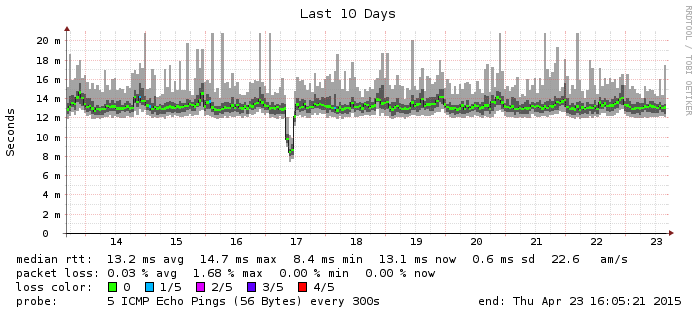 Last 10 Days
RRDTOOL / TOBI OETIKER
Seconds
20 m
18 m
16 m
14 m
12 m
10 m
8 m
6 m
4 m
2 m
0
14 15 16 17 18 19 20 21 22 23
median rtt: 13.2 ms avg 14.7 ms max 8.4 ms min 13.1 ms now 0.6 ms sd 22.6 am/s
packet loss: 0.03 % avg 1.68 % max 0.00 % min 0.00 % now
loss color: 0 1/5 2/5 3/5 4/5
probe: 5 ICMP Echo Pings (56 Bytes) every 300s end: Thu Apr 23 16:05:21 2015